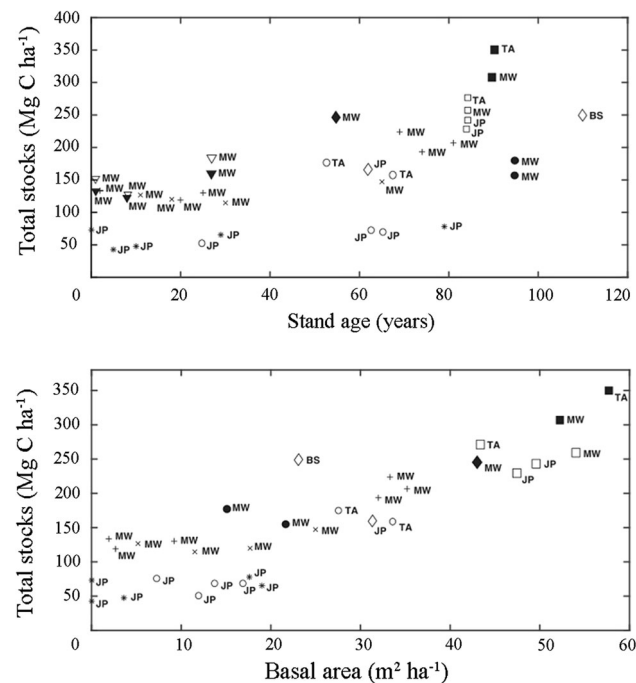 400
350
300
250
200
150
100
50
0
Total stocks (Mg C ha⁻¹)
TA
MW
TA
MW
JP
JP
BS
MW
MW
MW
MW
MW
MW
TA
JP
TA
MW
MW
MW
MW
MW
MW
MW
MW
MW
MW
MW
MW
MW
MW
JP
JP
JP
JP
JP
JP
JP
JP
0 20 40 60 80 100 120
Stand age (years)
350
300
250
200
150
100
50
0
Total stocks (Mg C ha⁻¹)
TA
MW
TA
MW
JP
JP
MW
BS
MW
MW
MW
MW
TA
JP
TA
MW
MW
MW
MW
MW
MW
MW
MW
JP
JP
JP
JP
JP
JP
JP
JP
JP
0 10 20 30 40 50 60
Basal area (m² ha⁻¹)